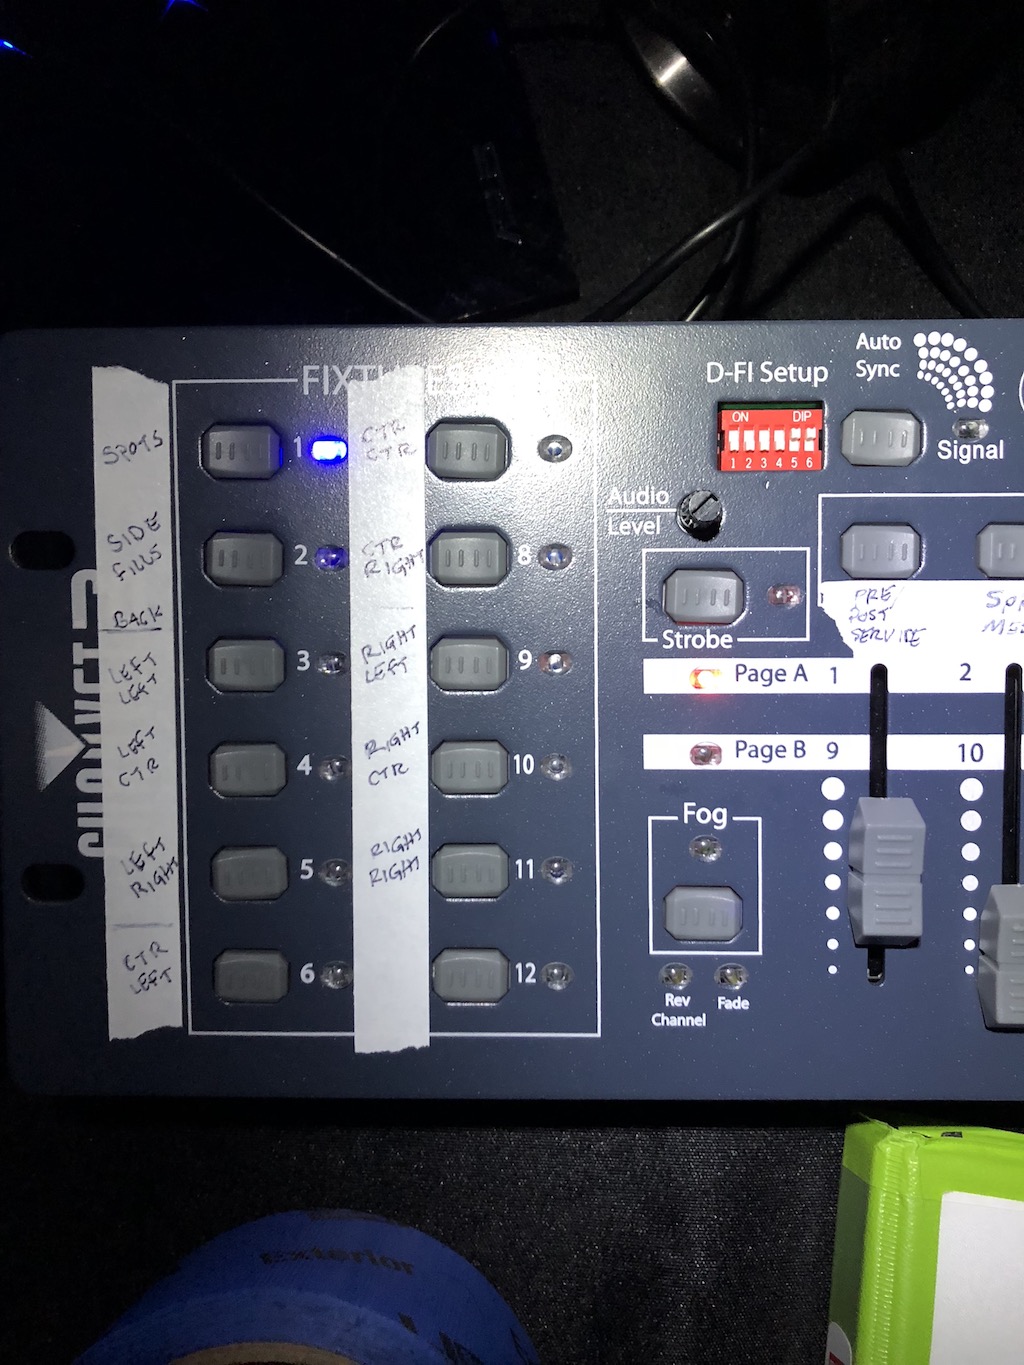 FIXTURES
SPOTS
1
SIDE
FILLS
2
BACK
LEFT
LEFT
3
LEFT
CTR
4
LEFT
RIGHT
5
CTR
LEFT
6
CTR
CTR
CTR
RIGHT
8
RIGHT
LEFT
9
RIGHT
CTR
10
RIGHT
RIGHT
11
12
CHAUVET
D-FI Setup
ON DIP
1 2 3 4 5 6
Auto
Sync
Signal
Audio
Level
Strobe
PRE/
POST
SERVICE
Page A 1 2
Page B 9 10
Fog
Rev
Channel
Fade
Exterior